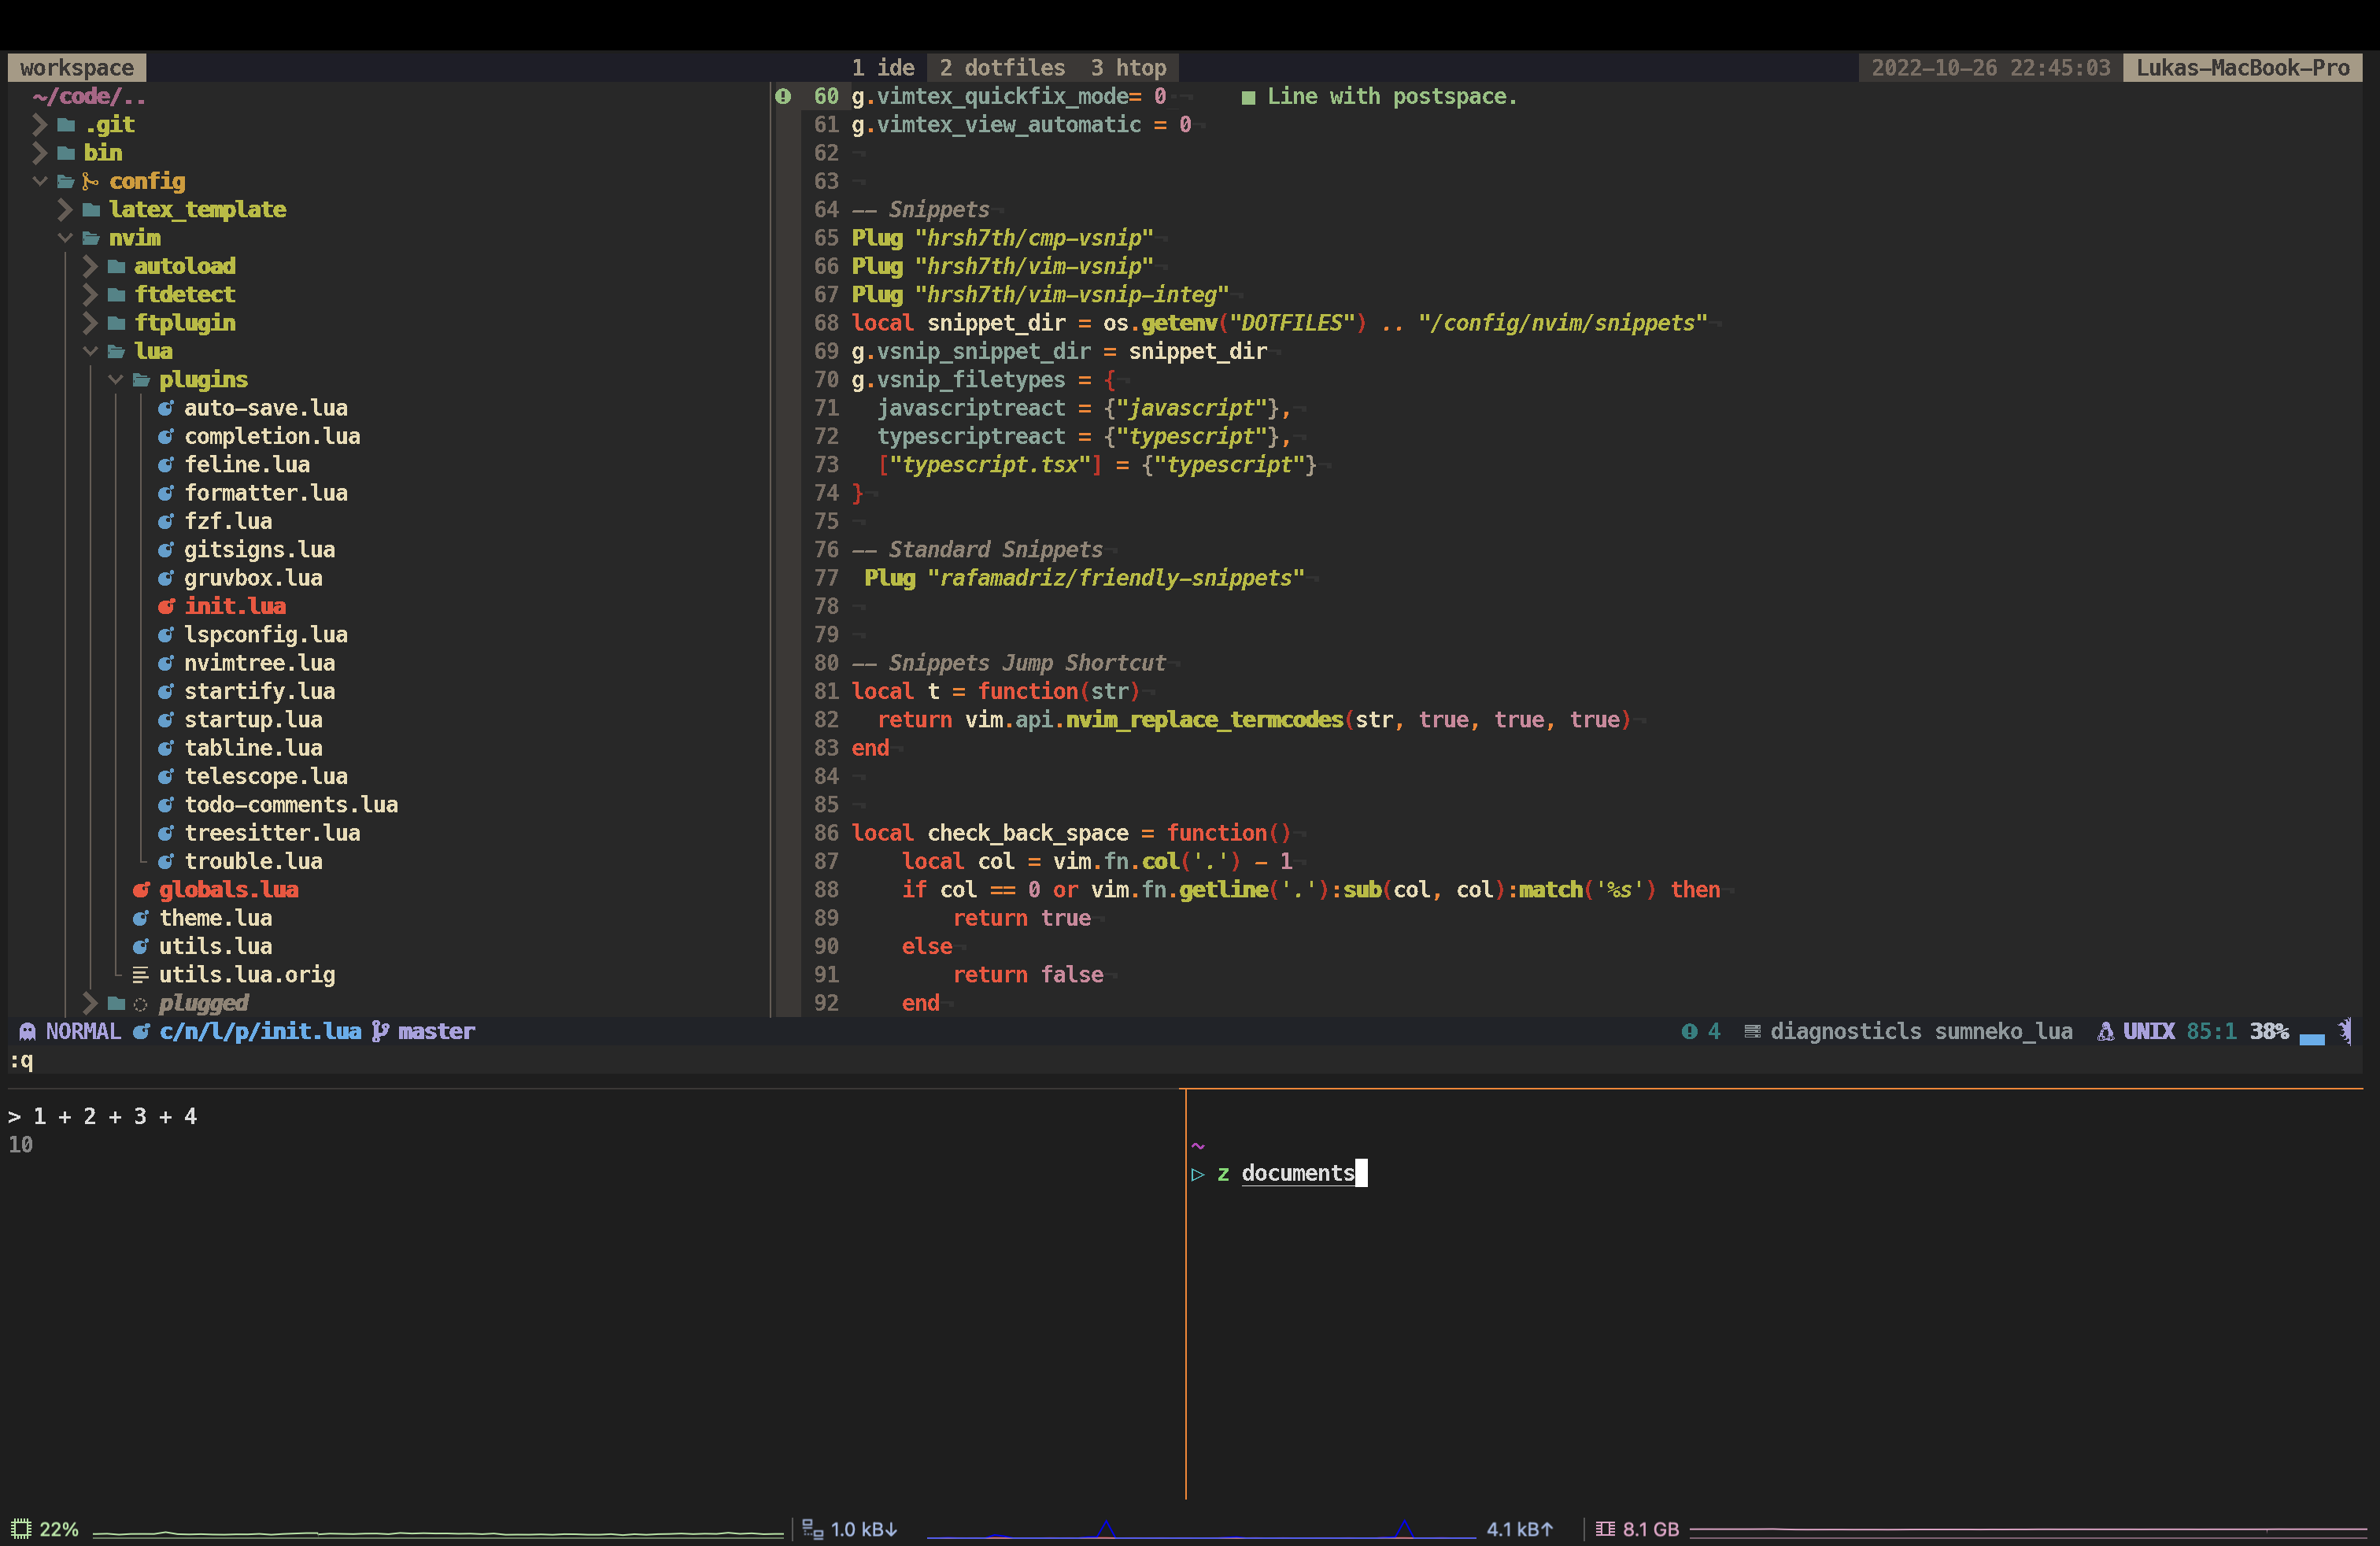 workspace
1 ide 2 dotfiles 3 htop
2022-10-26 22:45:03 Lukas-MacBook-Pro
~/code/..
.git
bin
config
latex_template
nvim
autoload
ftdetect
ftplugin
lua
plugins
auto-save.lua
completion.lua
feline.lua
formatter.lua
fzf.lua
gitsigns.lua
gruvbox.lua
init.lua
lspconfig.lua
nvimtree.lua
startify.lua
startup.lua
tabline.lua
telescope.lua
todo-comments.lua
treesitter.lua
trouble.lua
globals.lua
theme.lua
utils.lua
utils.lua.orig
plugged
60 g.vimtex_quickfix_mode= 0 ¬ ■ Line with postspace.
61 g.vimtex_view_automatic = 0¬
62 ¬
63 ¬
64 -- Snippets¬
65 Plug "hrsh7th/cmp-vsnip"¬
66 Plug "hrsh7th/vim-vsnip"¬
67 Plug "hrsh7th/vim-vsnip-integ"¬
68 local snippet_dir = os.getenv("DOTFILES") .. "/config/nvim/snippets"¬
69 g.vsnip_snippet_dir = snippet_dir¬
70 g.vsnip_filetypes = {¬
71   javascriptreact = {"javascript"},¬
72   typescriptreact = {"typescript"},¬
73   ["typescript.tsx"] = {"typescript"}¬
74 }¬
75 ¬
76 -- Standard Snippets¬
77  Plug "rafamadriz/friendly-snippets"¬
78 ¬
79 ¬
80 -- Snippets Jump Shortcut¬
81 local t = function(str)¬
82   return vim.api.nvim_replace_termcodes(str, true, true, true)¬
83 end¬
84 ¬
85 ¬
86 local check_back_space = function()¬
87     local col = vim.fn.col('.') - 1¬
88     if col == 0 or vim.fn.getline('.'):sub(col, col):match('%s') then¬
89         return true¬
90     else¬
91         return false¬
92     end¬
NORMAL c/n/l/p/init.lua master
4 diagnosticls sumneko_lua UNIX 85:1 38%
:q
> 1 + 2 + 3 + 4
10
~
▷ z documents
22% 1.0 kB↓ 4.1 kB↑ 8.1 GB